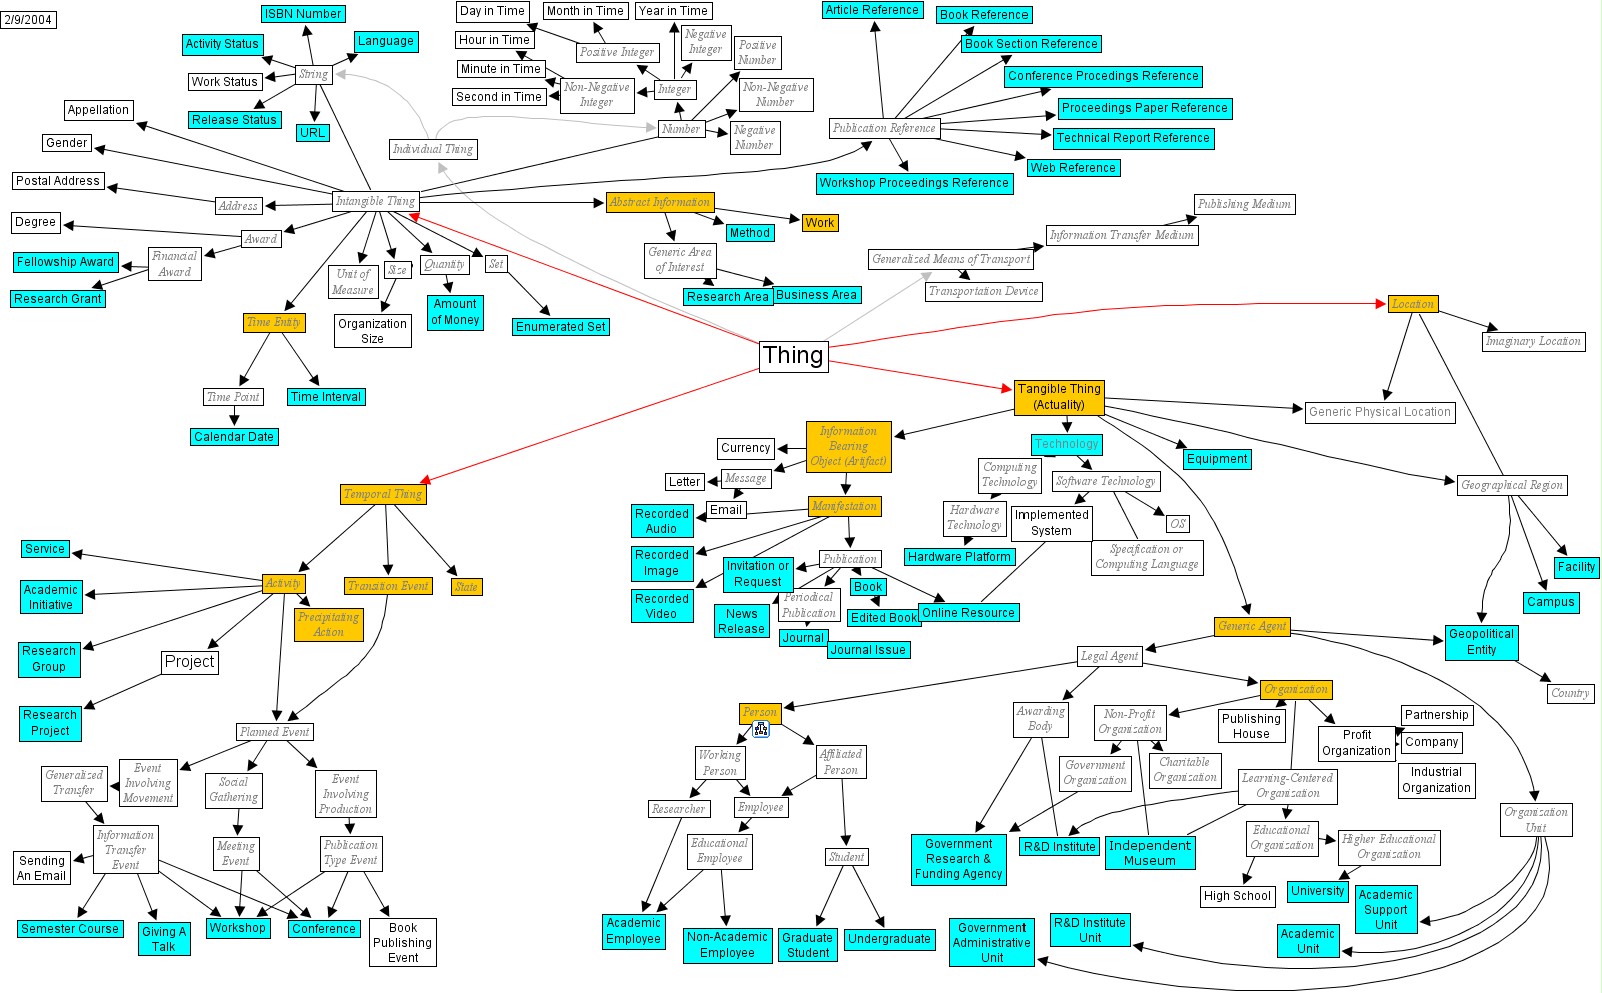 2/9/2004
ISBN Number
Activity Status
Language
String
Work Status
Release Status
URL
Appellation
Gender
Postal Address
Degree
Address
Award
Financial
Award
Fellowship Award
Research Grant
Intangible Thing
Individual Thing
Day in Time
Month in Time
Year in Time
Hour in Time
Minute in Time
Second in Time
Positive Integer
Negative
Integer
Positive
Number
Non-Negative
Integer
Integer
Non-Negative
Number
Number
Negative
Number
Article Reference
Book Reference
Book Section Reference
Conference Procedings Reference
Proceedings Paper Reference
Publication Reference
Technical Report Reference
Web Reference
Workshop Proceedings Reference
Abstract Information
Work
Method
Generic Area
of Interest
Research Area
Business Area
Publishing Medium
Information Transfer Medium
Generalized Means of Transport
Transportation Device
Unit of
Measure
Size
Quantity
Set
Organization
Size
Amount
of Money
Enumerated Set
Time Entity
Time Point
Time Interval
Calendar Date
Thing
Location
Imaginary Location
Generic Physical Location
Geographical Region
Facility
Campus
Geopolitical
Entity
Country
Tangible Thing
(Actuality)
Information
Bearing
Object (Artifact)
Currency
Message
Letter
Email
Manifestation
Recorded
Audio
Recorded
Image
Recorded
Video
Publication
Invitation or
Request
Book
Periodical
Publication
News
Release
Edited Book
Online Resource
Journal
Journal Issue
Technology
Equipment
Computing
Technology
Software Technology
Hardware
Technology
Implemented
System
OS
Hardware Platform
Specification or
Computing Language
Temporal Thing
Activity
Transition Event
State
Precipitating
Action
Service
Academic
Initiative
Research
Group
Project
Research
Project
Planned Event
Generalized
Transfer
Event
Involving
Movement
Social
Gathering
Event
Involving
Production
Information
Transfer
Event
Meeting
Event
Publication
Type Event
Sending
An Email
Semester Course
Giving A
Talk
Workshop
Conference
Book
Publishing
Event
Generic Agent
Legal Agent
Person
Working
Person
Affiliated
Person
Researcher
Employee
Educational
Employee
Student
Academic
Employee
Non-Academic
Employee
Graduate
Student
Undergraduate
Awarding
Body
Non-Profit
Organization
Organization
Publishing
House
Profit
Organization
Partnership
Company
Industrial
Organization
Government
Organization
Charitable
Organization
Learning-Centered
Organization
Organization
Unit
Government
Research &
Funding Agency
R&D Institute
Independent
Museum
Educational
Organization
Higher Educational
Organization
High School
University
Academic
Support
Unit
Academic
Unit
R&D Institute
Unit
Government
Administrative
Unit